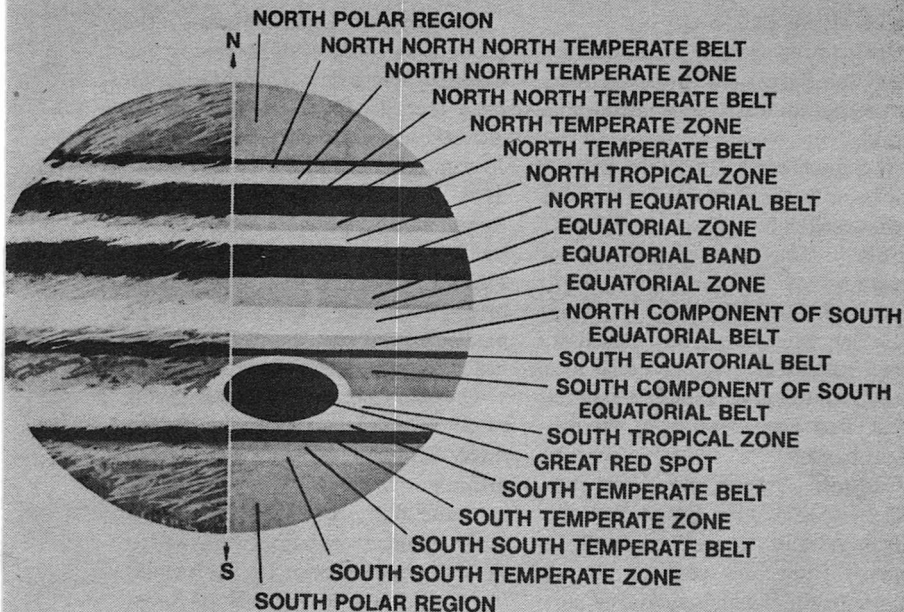 NORTH POLAR REGION
N
NORTH NORTH NORTH TEMPERATE BELT
NORTH NORTH TEMPERATE ZONE
NORTH NORTH TEMPERATE BELT
NORTH TEMPERATE ZONE
NORTH TEMPERATE BELT
NORTH TROPICAL ZONE
NORTH EQUATORIAL BELT
EQUATORIAL ZONE
EQUATORIAL BAND
EQUATORIAL ZONE
NORTH COMPONENT OF SOUTH
EQUATORIAL BELT
SOUTH EQUATORIAL BELT
SOUTH COMPONENT OF SOUTH
EQUATORIAL BELT
SOUTH TROPICAL ZONE
GREAT RED SPOT
SOUTH TEMPERATE BELT
SOUTH TEMPERATE ZONE
SOUTH SOUTH TEMPERATE BELT
S
SOUTH SOUTH TEMPERATE ZONE
SOUTH POLAR REGION